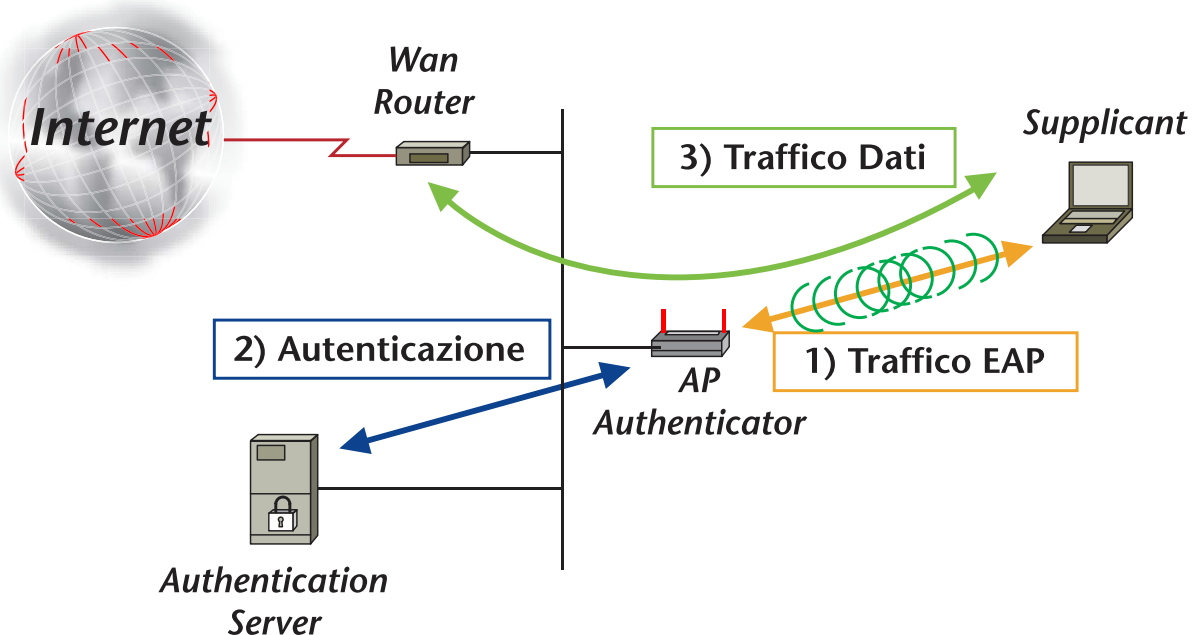 Internet
Wan
Router
3) Traffico Dati
Supplicant
2) Autenticazione
1) Traffico EAP
AP
Authenticator
Authentication
Server